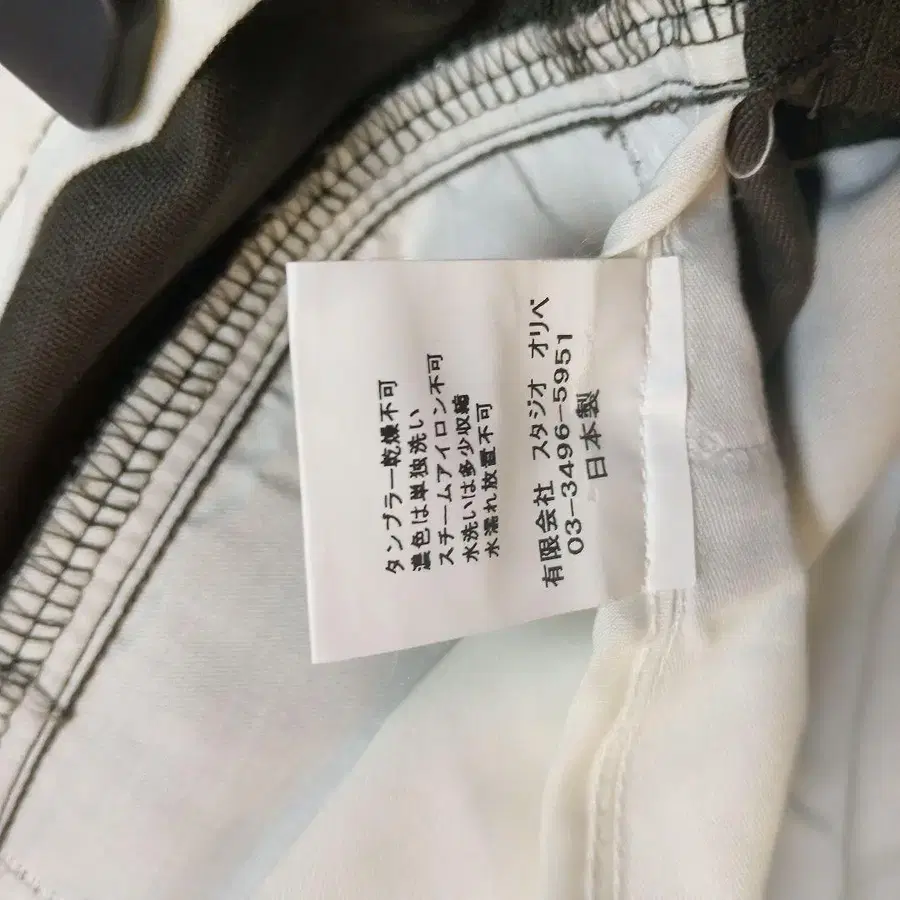 タンブラー乾燥不可
濃色は単独洗い
スチームアイロン不可
水洗いは多少収縮
水濡れ放置不可
有限会社 スタジオ オリベ
03-3496-5951
日本製